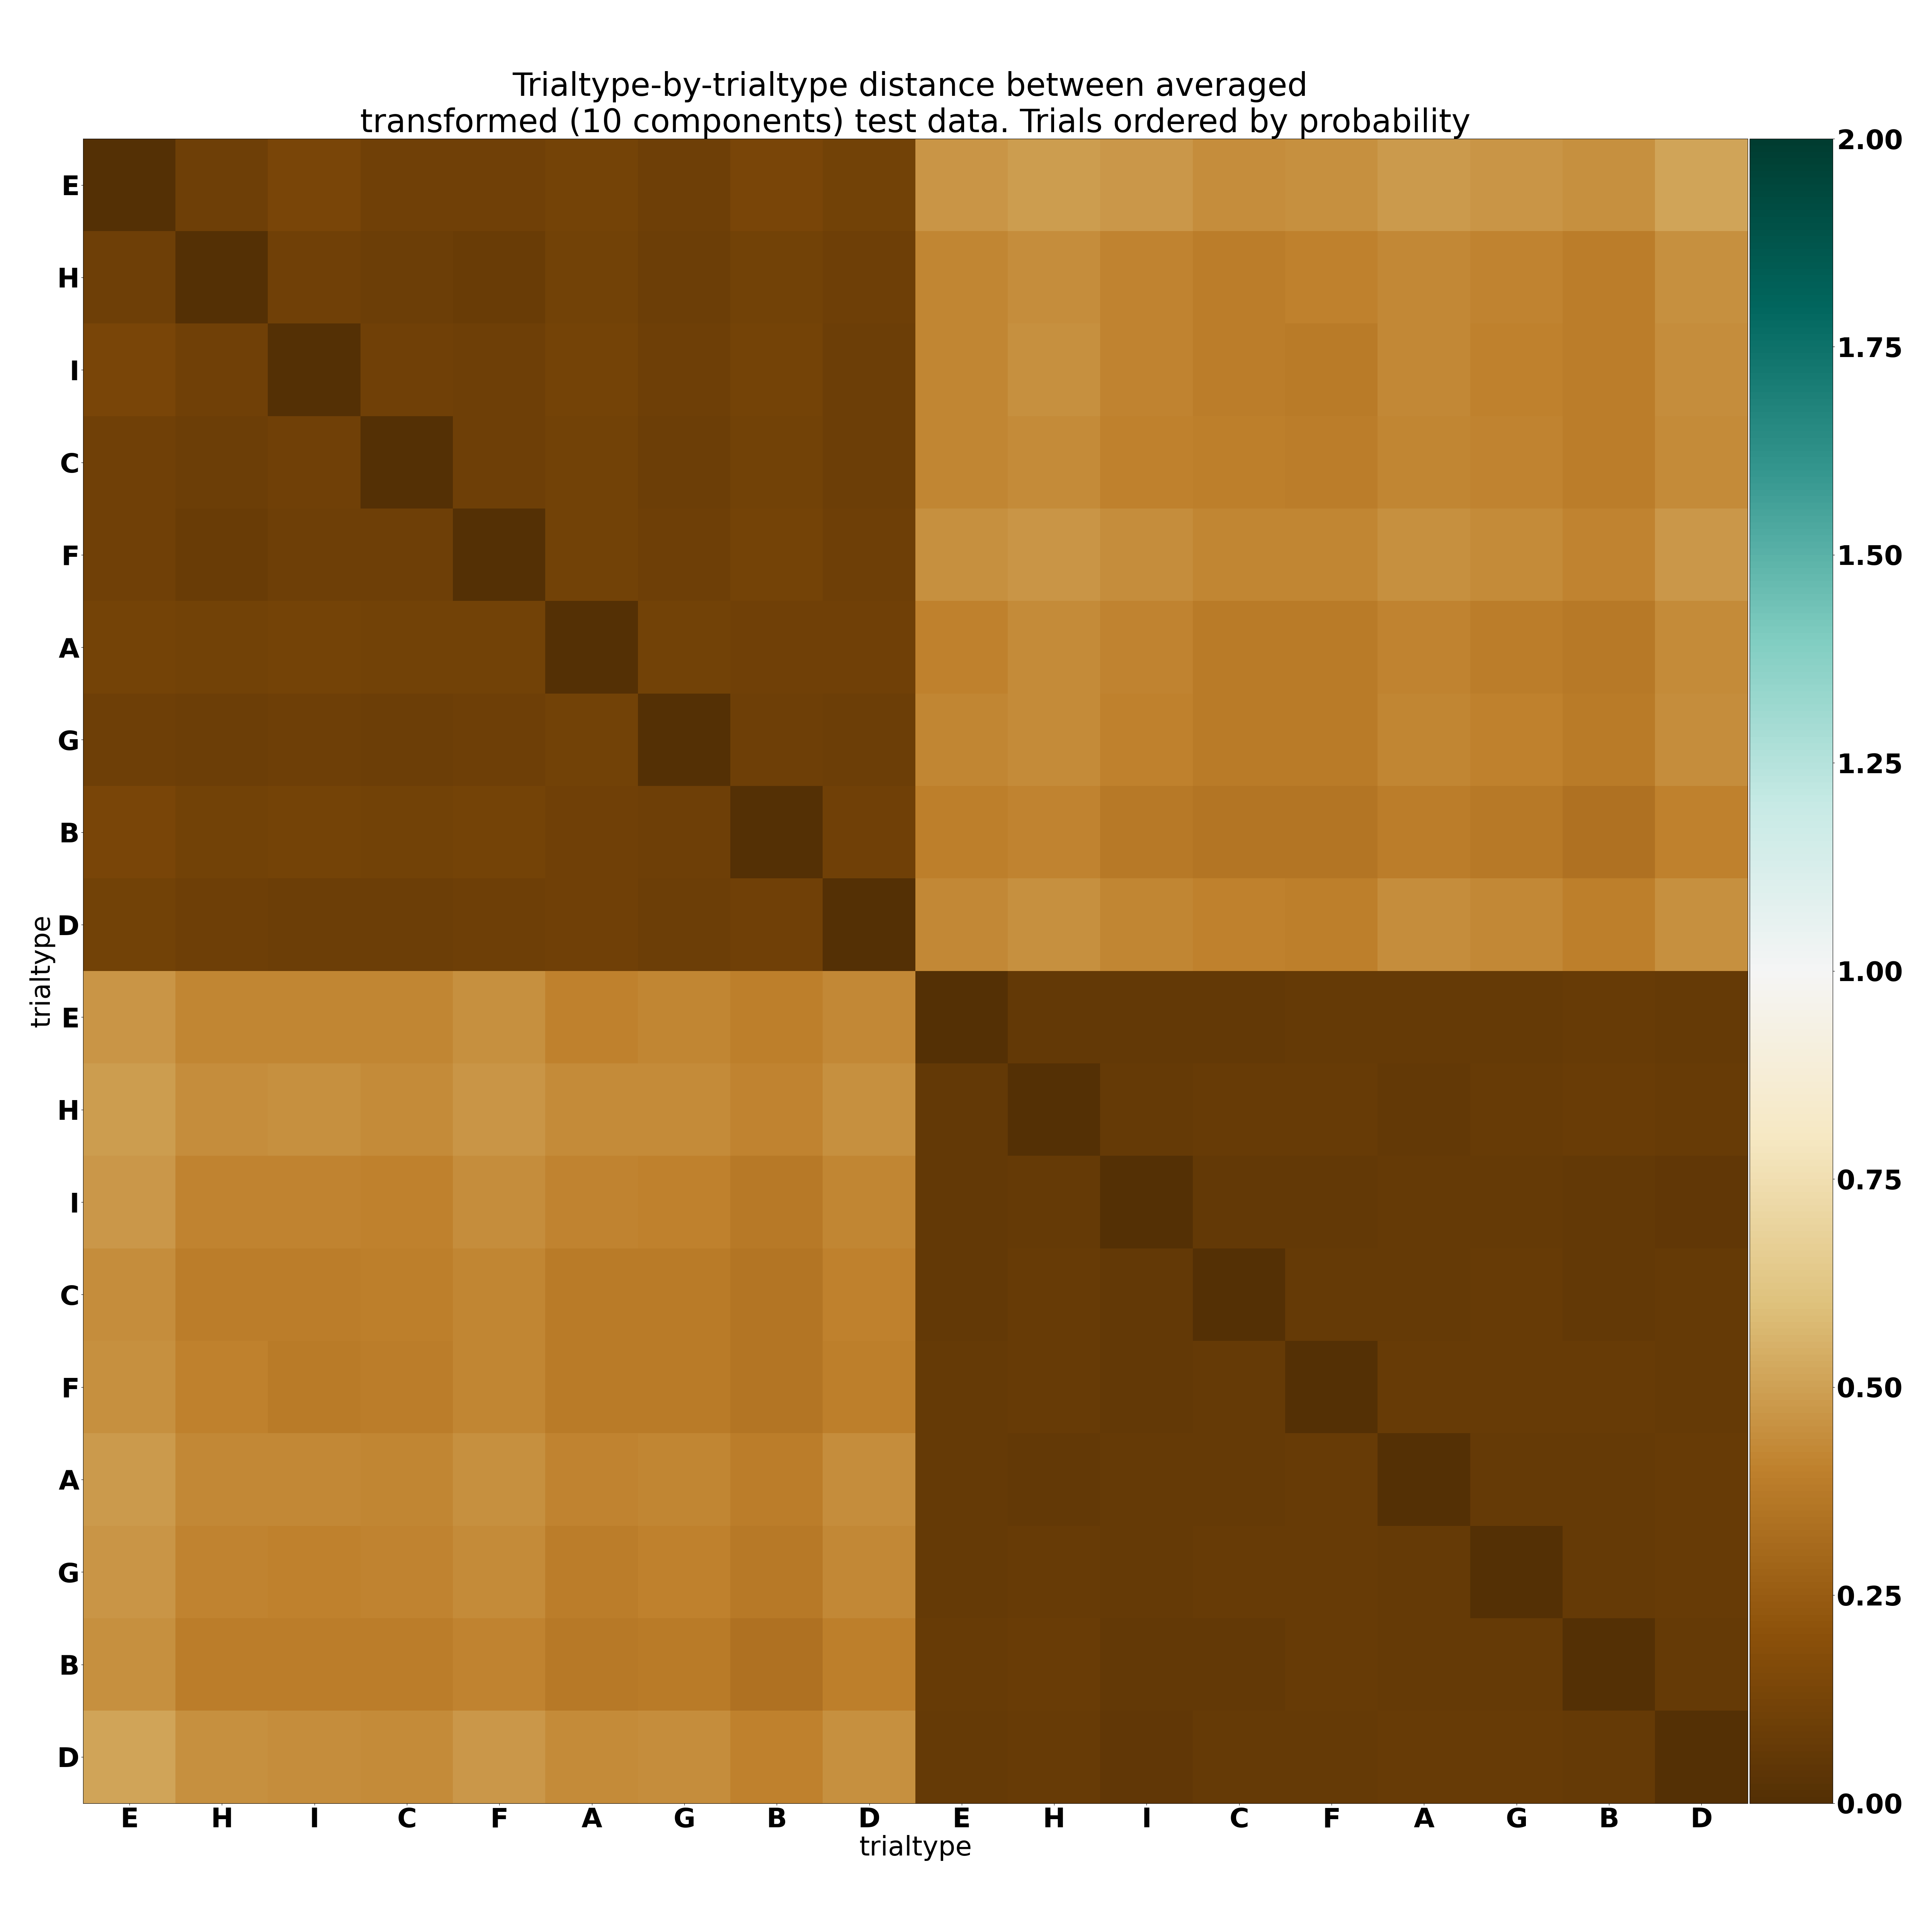 Trialtype-by-trialtype distance between averaged
transformed (10 components) test data. Trials ordered by probability
E
H
I
C
F
A
G
B
D
E
H
I
C
F
A
G
B
D
trialtype
E H I C F A G B D E H I C F A G B D
trialtype
2.00
1.75
1.50
1.25
1.00
0.75
0.50
0.25
0.00